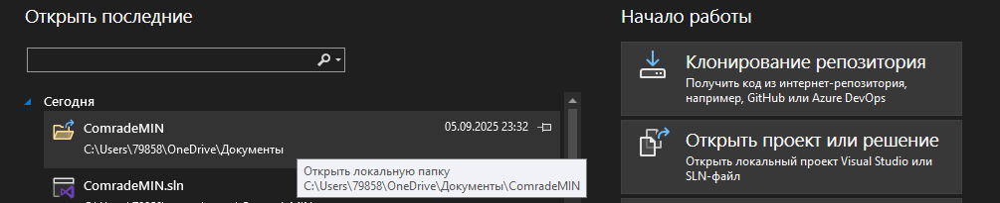 Открыть последние
Сегодня
ComradeMIN
05.09.2025 23:32
C:\Users\79858\OneDrive\Документы
Открыть локальную папку
C:\Users\79858\OneDrive\Документы\ComradeMIN
ComradeMIN.sln
Начало работы
Клонирование репозитория
Получить код из интернет-репозитория,
например, GitHub или Azure DevOps
Открыть проект или решение
Открыть локальный проект Visual Studio или
SLN-файл